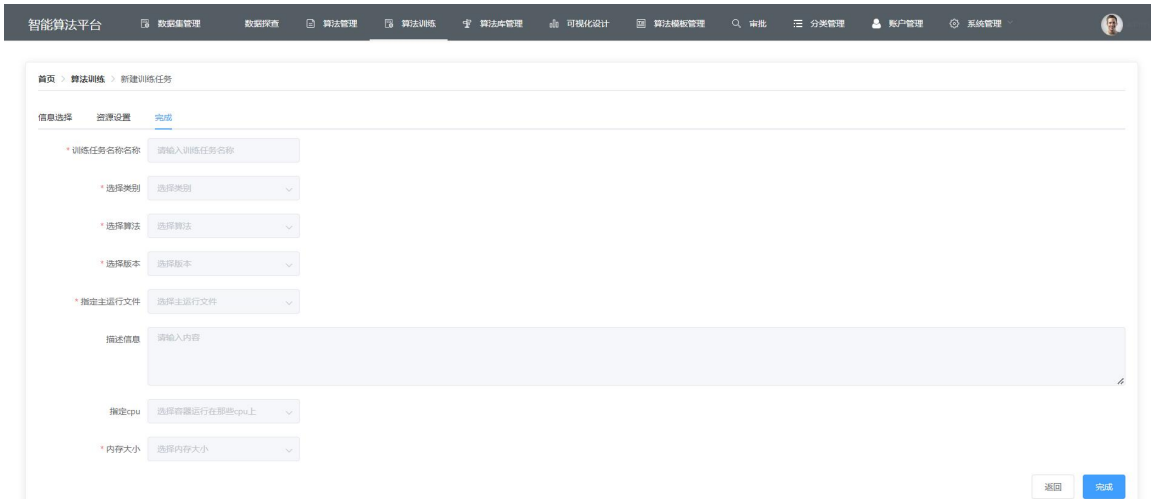 智能算法平台 数据集管理 数据探查 算法管理 算法训练 算法库管理 可视化设计 算法模板管理 审批 分类管理 账户管理 系统管理
首页 > 算法训练 > 新建训练任务
信息选择 资源设置 完成
* 训练任务名称名称 请输入训练任务名称
* 选择类别 选择类别
* 选择算法 选择算法
* 选择版本 选择版本
* 指定主运行文件 选择主运行文件
描述信息 请输入内容
指定cpu 选择容器运行在那些cpu上
* 内存大小 选择内存大小
返回 完成